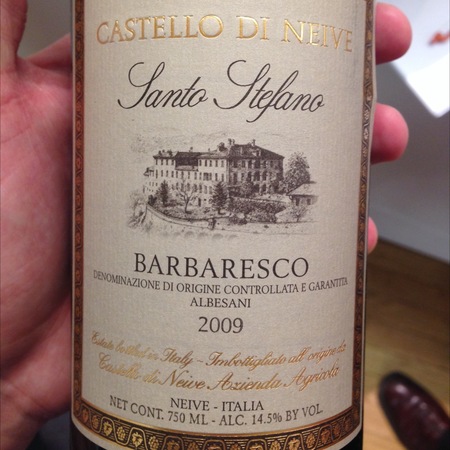 CASTELLO DI NEIVE
Santo Stefano
BARBARESCO
DENOMINAZIONE DI ORIGINE CONTROLLATA E GARANTITA
ALBESANI
2009
Estate bottled in Italy - Imbottigliato all'origine da
Castello di Neive Azienda Agricola
NEIVE - ITALIA
NET CONT. 750 ML - ALC. 14.5% BY VOL.